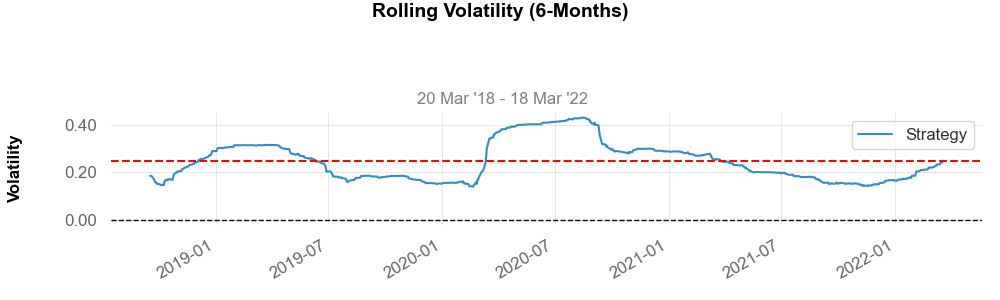 Rolling Volatility (6-Months)
20 Mar '18 - 18 Mar '22
Volatility
0.40
0.20
0.00
Strategy
2019-01
2019-07
2020-01
2020-07
2021-01
2021-07
2022-01